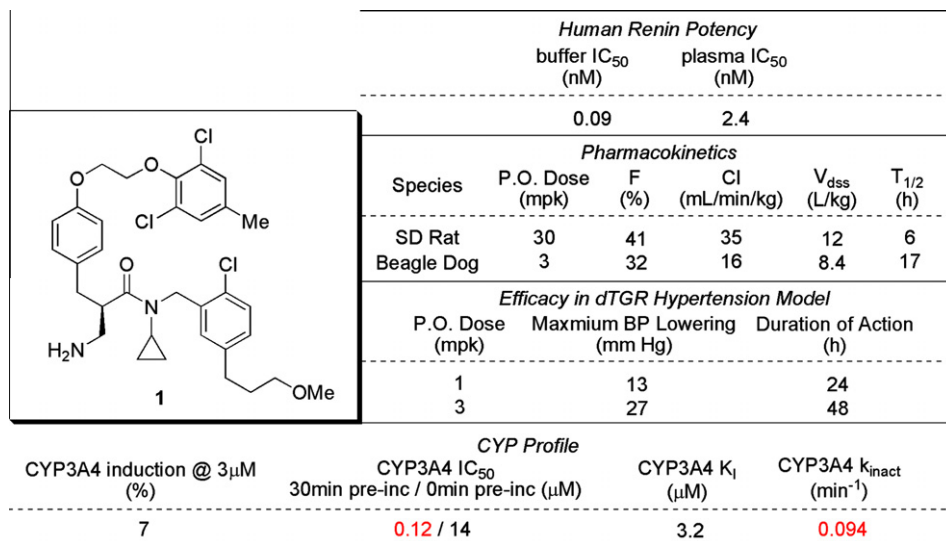 Human Renin Potency
buffer IC50 plasma IC50
(nM) (nM)
0.09 2.4
Pharmacokinetics
Species P.O. Dose F Cl Vdss T1/2
(mpk) (%) (mL/min/kg) (L/kg) (h)
SD Rat 30 41 35 12 6
Beagle Dog 3 32 16 8.4 17
Efficacy in dTGR Hypertension Model
P.O. Dose Maxmium BP Lowering Duration of Action
(mpk) (mm Hg) (h)
1 13 24
3 27 48
Cl
O
O
Cl
Me
O
Cl
N
H2N
OMe
1
CYP Profile
CYP3A4 induction @ 3μM CYP3A4 IC50 CYP3A4 KI CYP3A4 kinact
(%) 30min pre-inc / 0min pre-inc (μM) (μM) (min-1)
7 0.12 / 14 3.2 0.094